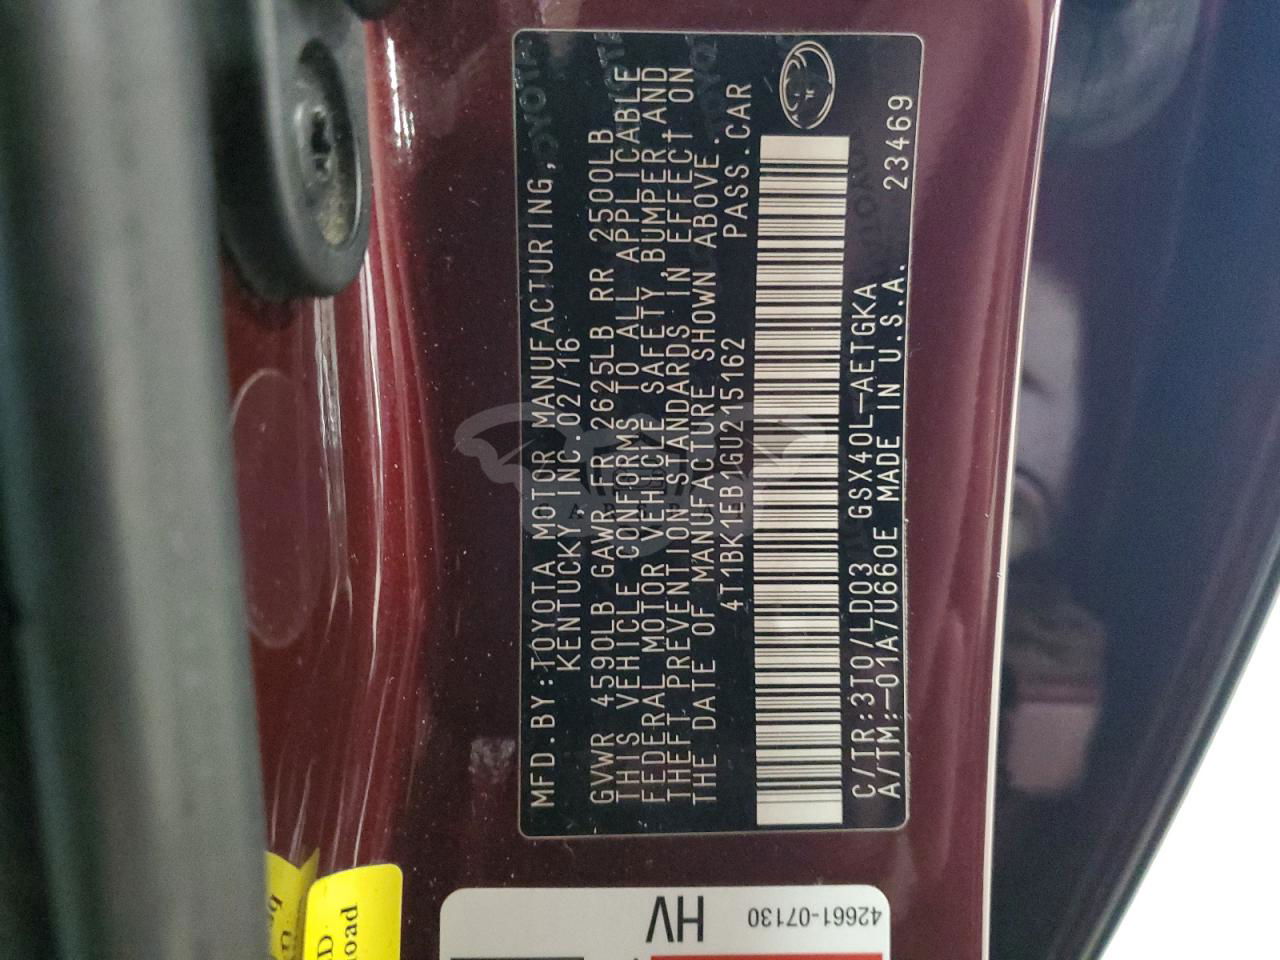 MFD.BY:TOYOTA MOTOR MANUFACTURING,
KENTUCKY,INC.02/16
GVWR 4590LB GAWR FR 2625LB RR 2500LB
THIS VEHICLE CONFORMS TO ALL APPLICABLE
FEDERAL MOTOR VEHICLE SAFETY,BUMPER,AND
THEFT PREVENTION STANDARDS IN EFFECT ON
THE DATE OF MANUFACTURE SHOWN ABOVE.
4T1BK1EB1GU215162 PASS.CAR
C/TR:3T0/LD03 GSX40L-AETGKA 23469
A/TM:-01A/U660E MADE IN U.S.A.
HV 42661-07130